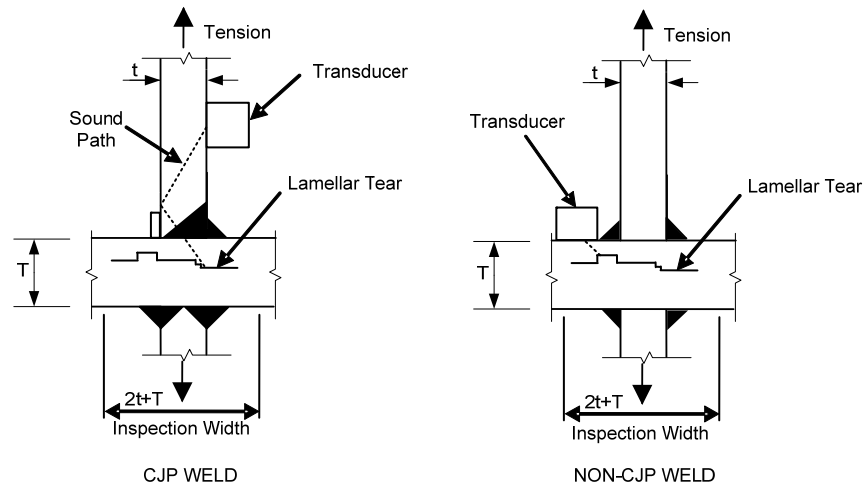 Tension
t
Transducer
Sound
Path
Lamellar Tear
T
2t+T
Inspection Width
CJP WELD
Tension
t
Transducer
Lamellar Tear
T
2t+T
Inspection Width
NON-CJP WELD